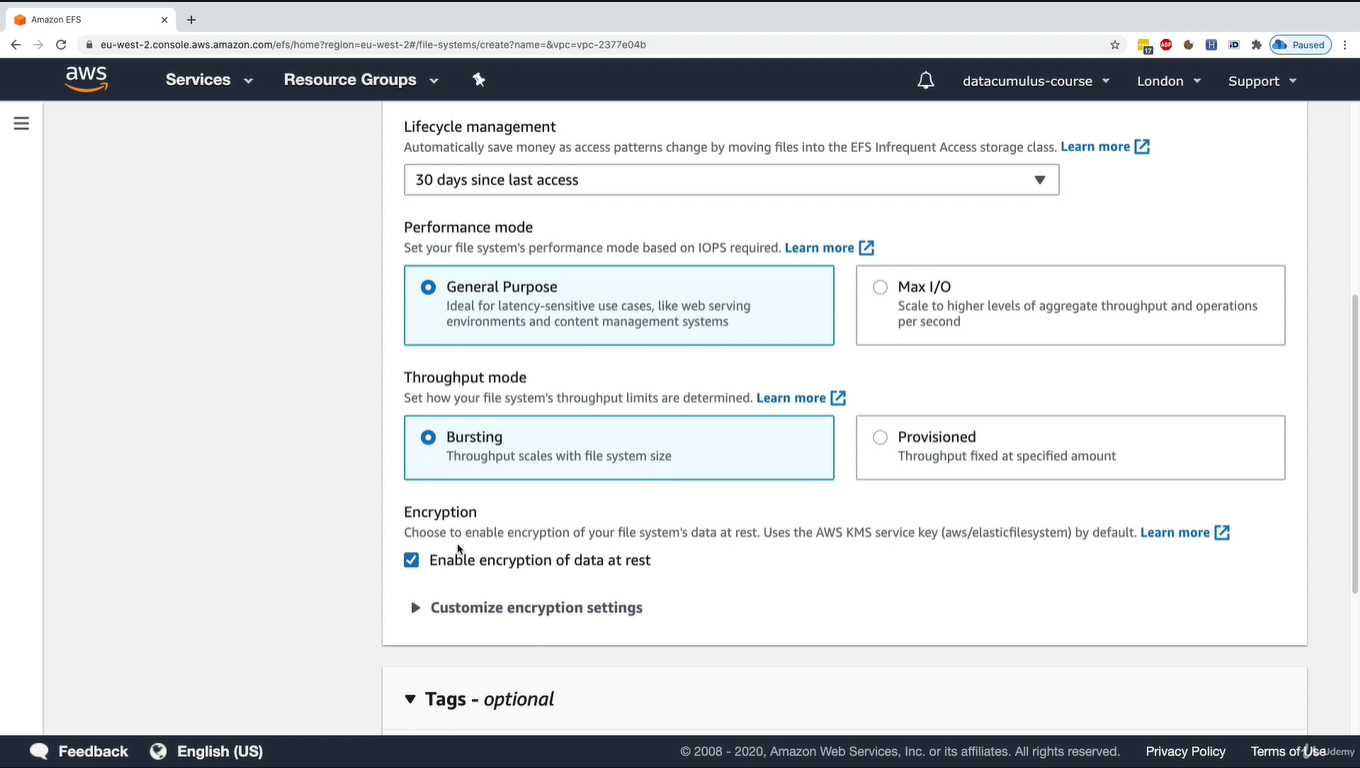 Amazon EFS
eu-west-2.console.aws.amazon.com/efs/home?region=eu-west-2#/file-systems/create?name=&vpc=vpc-2377e04b
17
ABP
H
iD
Paused
aws
Services
Resource Groups
datacumulus-course
London
Support
Lifecycle management
Automatically save money as access patterns change by moving files into the EFS Infrequent Access storage class. Learn more
30 days since last access
Performance mode
Set your file system's performance mode based on IOPS required. Learn more
General Purpose
Ideal for latency-sensitive use cases, like web serving
environments and content management systems
Max I/O
Scale to higher levels of aggregate throughput and operations
per second
Throughput mode
Set how your file system's throughput limits are determined. Learn more
Bursting
Throughput scales with file system size
Provisioned
Throughput fixed at specified amount
Encryption
Choose to enable encryption of your file system's data at rest. Uses the AWS KMS service key (aws/elasticfilesystem) by default. Learn more
Enable encryption of data at rest
Customize encryption settings
Tags - optional
Feedback
English (US)
© 2008 - 2020, Amazon Web Services, Inc. or its affiliates. All rights reserved.
Privacy Policy
Terms of Use
Udemy